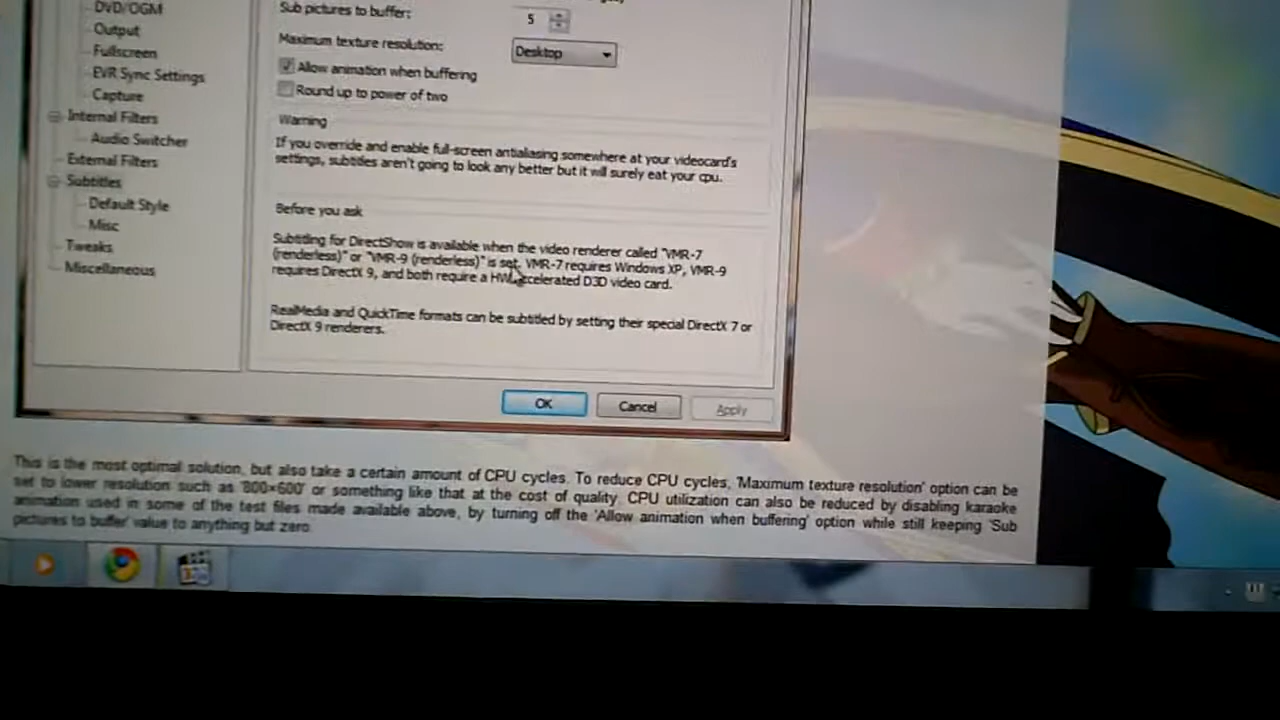 DVD/OGM
Output
Fullscreen
EVR Sync Settings
Capture
Internal Filters
Audio Switcher
External Filters
Subtitles
Default Style
Misc
Tweaks
Miscellaneous
Sub pictures to buffer:
5
Maximum texture resolution:
Desktop
Allow animation when buffering
Round up to power of two
Warning
If you override and enable full-screen antialiasing somewhere at your videocard's
settings, subtitles aren't going to look any better but it will surely eat your cpu.
Before you ask
Subtitling for DirectShow is available when the video renderer called "VMR-7
(renderless)" or "VMR-9 (renderless)" is set. VMR-7 requires Windows XP, VMR-9
requires DirectX 9, and both require a HW accelerated D3D video card.
RealMedia and QuickTime formats can be subtitled by setting their special DirectX 7 or
DirectX 9 renderers.
OK
Cancel
Apply
This is the most optimal solution, but also take a certain amount of CPU cycles. To reduce CPU cycles, 'Maximum texture resolution' option can be
set to lower resolution such as '800×600' or something like that at the cost of quality. CPU utilization can also be reduced by disabling karaoke
animation used in some of the test files made available above, by turning off the 'Allow animation when buffering' option while still keeping 'Sub
pictures to buffer' value to anything but zero.